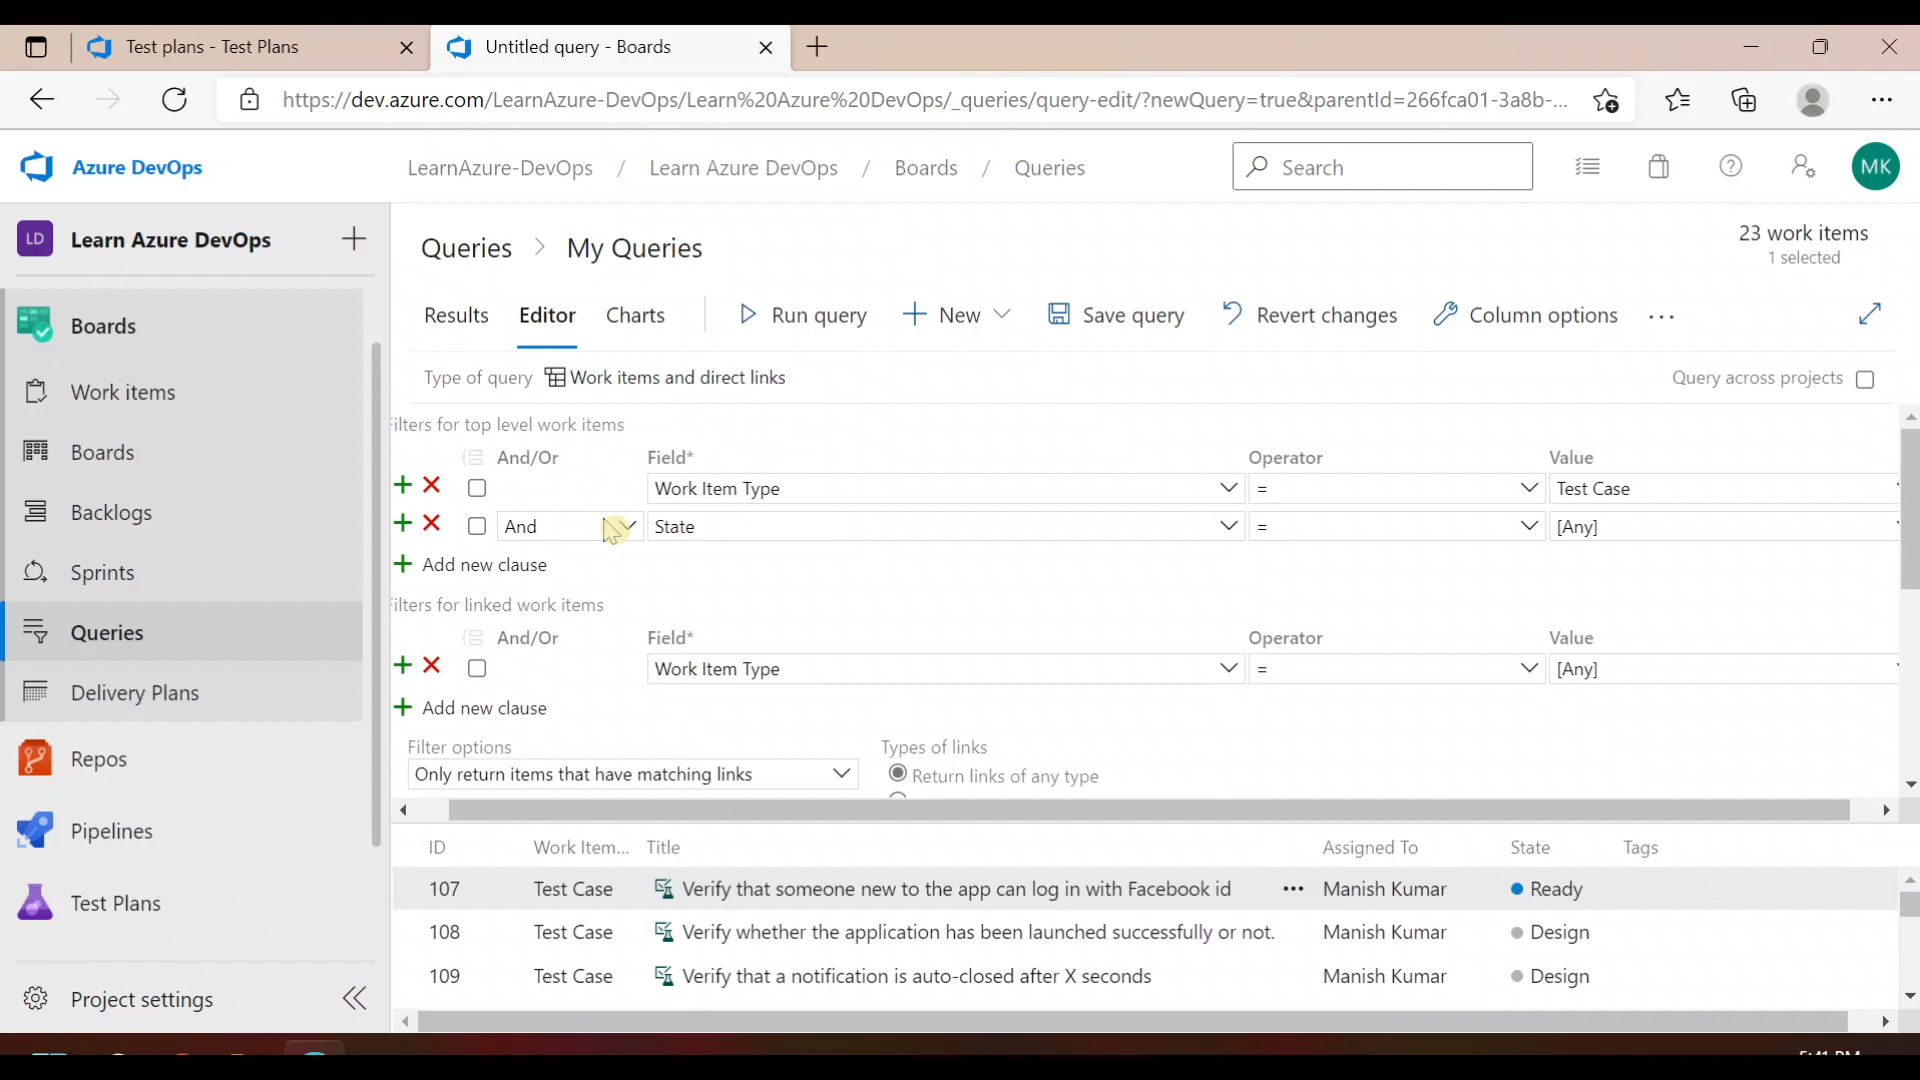 Test plans - Test Plans
Untitled query - Boards
https://dev.azure.com/LearnAzure-DevOps/Learn%20Azure%20DevOps/_queries/query-edit/?newQuery=true&parentId=266fca01-3a8b-...
Azure DevOps
LearnAzure-DevOps / Learn Azure DevOps / Boards / Queries
Search
MK
LD Learn Azure DevOps
Boards
Work items
Boards
Backlogs
Sprints
Queries
Delivery Plans
Repos
Pipelines
Test Plans
Project settings
Queries > My Queries
23 work items
1 selected
Results Editor Charts Run query New Save query Revert changes Column options ...
Type of query Work items and direct links
Query across projects
ilters for top level work items
And/Or Field* Operator Value
Work Item Type = Test Case
And State = [Any]
Add new clause
ilters for linked work items
And/Or Field* Operator Value
Work Item Type = [Any]
Add new clause
Filter options Types of links
Only return items that have matching links Return links of any type
ID Work Item... Title Assigned To State Tags
107 Test Case Verify that someone new to the app can log in with Facebook id ... Manish Kumar Ready
108 Test Case Verify whether the application has been launched successfully or not. Manish Kumar Design
109 Test Case Verify that a notification is auto-closed after X seconds Manish Kumar Design
5:41 PM